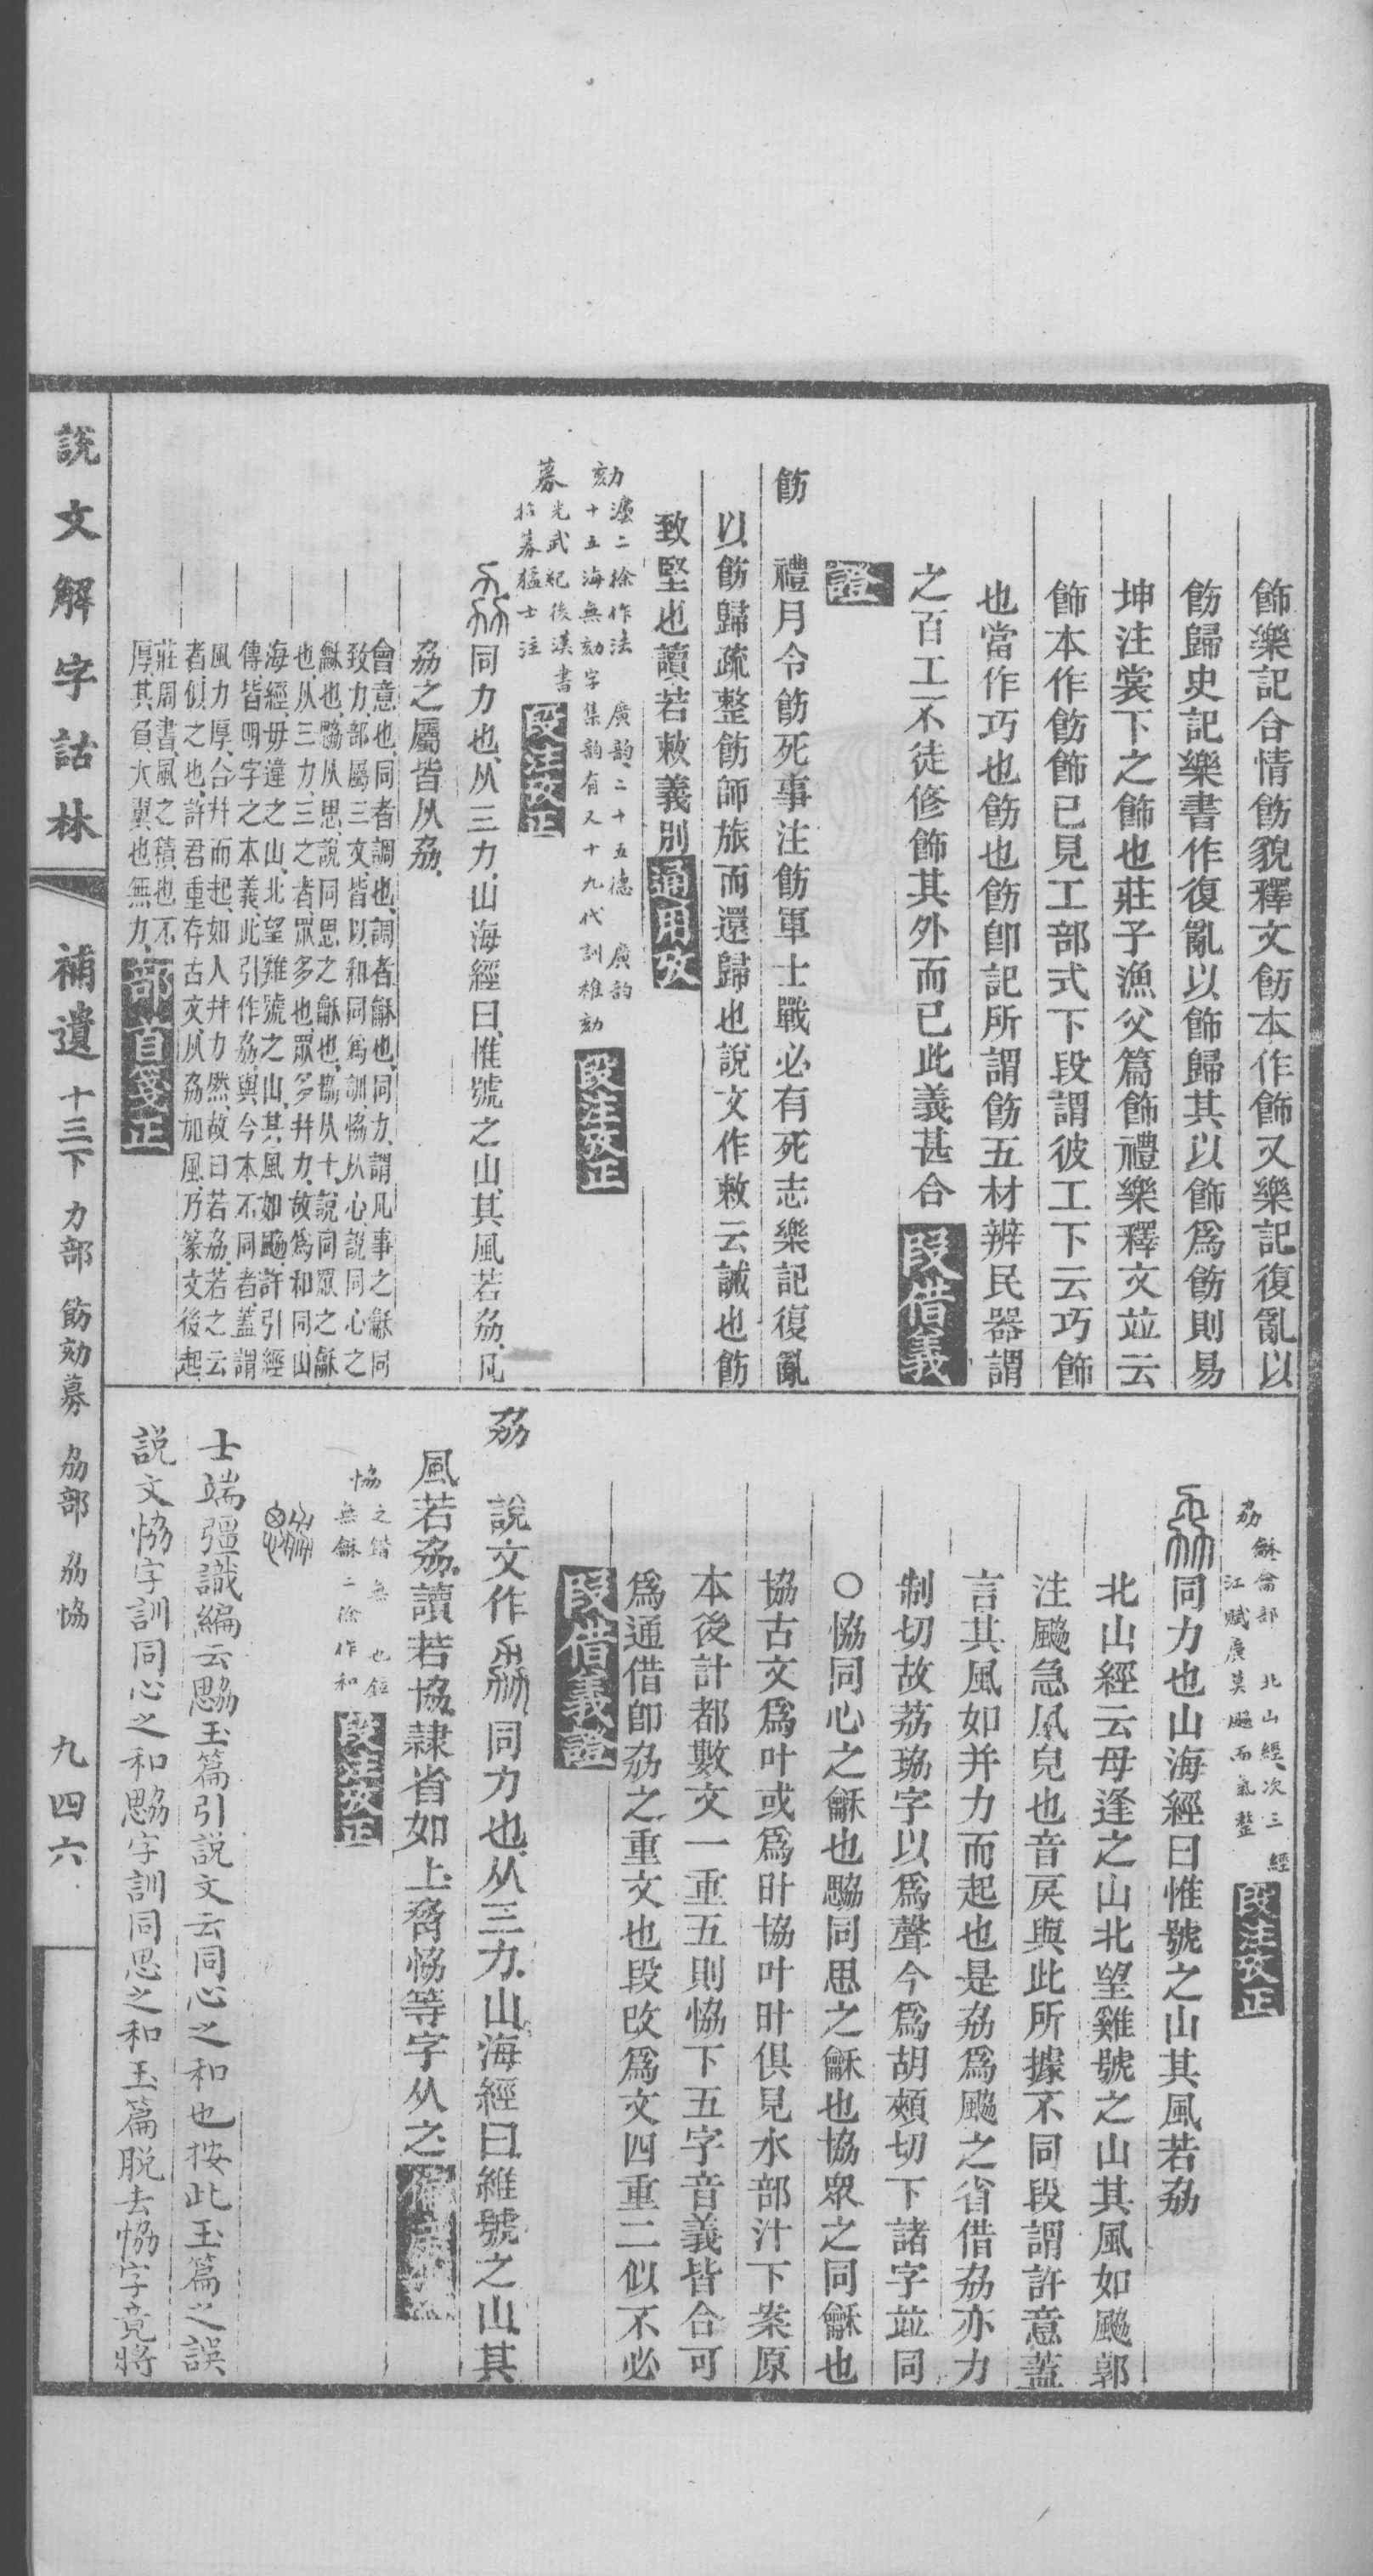 飾樂記合情飭貌釋文飭本作飾又樂記復亂以
飭歸史記樂書作復亂以飾歸其以飾爲飭則易
坤注裳下之飾也莊子漁父篇飾禮樂釋文竝云
飾本作飭飾已見工部式下段謂彼工下云巧飾
也當作巧也飭也飭卽記所謂飭五材辨民器謂
之百工不徒修飾其外而已此義甚合段借義
證
飭 禮月令飭死事注飭軍士戰必有死志樂記復亂
以飭歸疏整飭師旅而還歸也說文作敕云誡也飭
致堅也讀若敕義別通用攷
劾 灋二徐作法 廣韵二十五德 廣韵
十五海無劾字集韵有又十九代訓推劾 段注攷正
募 光武紀後漢書
招募猛士注 段注攷正
劦同力也从三力山海經曰惟號之山其風若劦凡
劦之屬皆从劦
會意也同者調也調者龢也同力謂凡事之龢同
致力部屬三文皆以和同爲訓恊从心說同心之
龢也勰从思說同思之龢也協从十說同眾之龢
也从三力三之者眾多也眾多幷力故爲和同山
海經毋逢之山北望雞號之山其風如飈許引經
傳皆明字之本義此引作劦與今本不同者蓋謂
風力厚合幷而起如人幷力然故曰若劦若之云
者似之也許君重存古文从劦加風乃篆文後起
莊周書風之積也不
厚其負大翼也無力部首箋正
劦 龢龠部 北山經次三經
江賦廣莫飈而氣整 段注攷正
劦同力也山海經曰惟號之山其風若劦
北山經云母逢之山北望雞號之山其風如飈郭
注飈急風皃也音戾與此所據不同段謂許意蓋
言其風如并力而起也是劦爲飈之省借劦亦力
制切故荔珕字以爲聲今爲胡頰切下諸字竝同
○恊同心之龢也勰同思之龢也協眾之同龢也
協古文爲叶或爲旪協叶旪俱見水部汁下案原
本後計都數文一重五則恊下五字音義皆合可
爲通借卽劦之重文也段改爲文四重二似不必
段借義證
劦 說文作劦同力也从三力山海經曰維號之山其
風若劦讀若協隸省如上脅恊等字从之
恊 之
無龢二徐作和 段注攷正
士端彊識編云勰玉篇引說文云同心之和也按此玉篇之誤
說文恊字訓同心之和勰字訓同思之和玉篇脫去恊字竟將
說文解字詁林 補遺 十三下 力部 飭劾募 劦部 劦恊 九四六